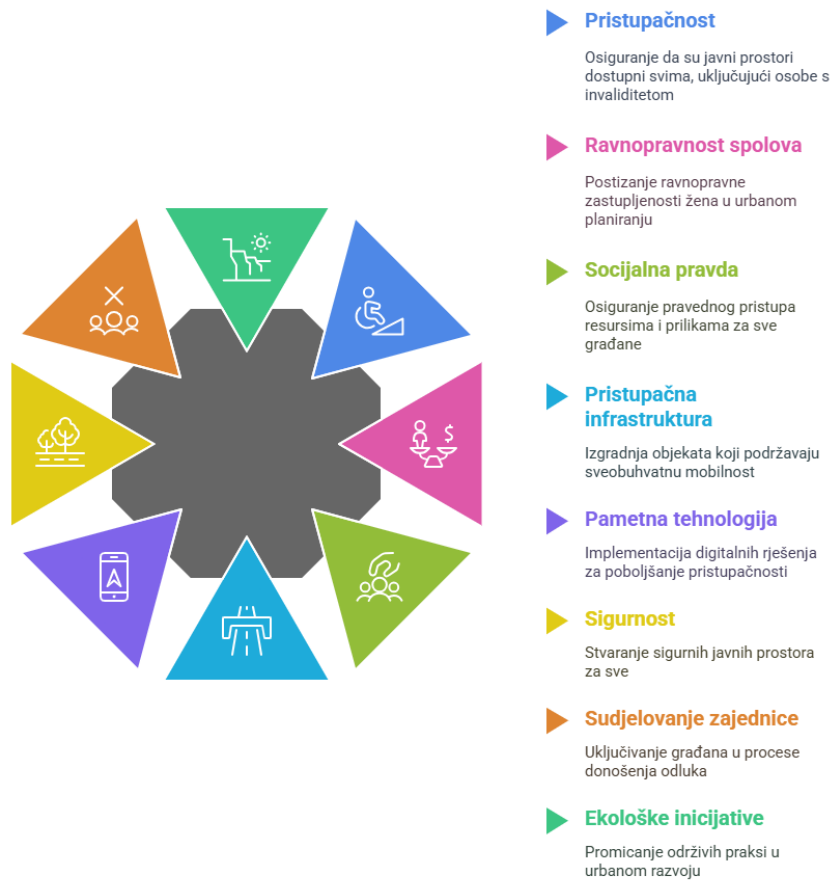 Pristupačnost
Osiguranje da su javni prostori
dostupni svima, uključujući osobe s
invaliditetom
Ravnopravnost spolova
Postizanje ravnopravne
zastupljenosti žena u urbanom
planiranju
Socijalna pravda
Osiguranje pravednog pristupa
resursima i prilikama za sve
građane
Pristupačna
infrastruktura
Izgradnja objekata koji podržavaju
sveobuhvatnu mobilnost
Pametna tehnologija
Implementacija digitalnih rješenja
za poboljšanje pristupačnosti
Sigurnost
Stvaranje sigurnih javnih prostora
za sve
Sudjelovanje zajednice
Uključivanje građana u procese
donošenja odluka
Ekološke inicijative
Promicanje održivih praksi u
urbanom razvoju
$